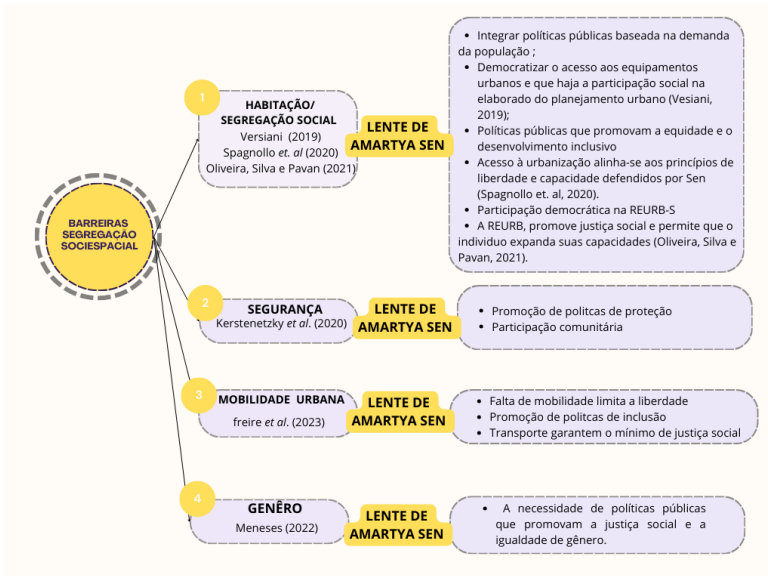 BARREIRAS
SEGREGAÇÃO
SOCIESPACIAL
1
HABITAÇÃO/
SEGREGAÇÃO SOCIAL
Versiani (2019)
Spagnollo et. al (2020)
Oliveira, Silva e Pavan (2021)
LENTE DE
AMARTYA SEN
• Integrar políticas públicas baseada na demanda
da população ;
• Democratizar o acesso aos equipamentos
urbanos e que haja a participação social na
elaborado do planejamento urbano (Vesiani,
2019);
• Políticas públicas que promovam a equidade e o
desenvolvimento inclusivo
• Acesso à urbanização alinha-se aos princípios de
liberdade e capacidade defendidos por Sen
(Spagnollo et. al, 2020).
• Participação democrática na REURB-S
• A REURB, promove justiça social e permite que o
individuo expanda suas capacidades (Oliveira, Silva e
Pavan, 2021).
2
SEGURANÇA
Kerstenetzky et al. (2020)
LENTE DE
AMARTYA SEN
• Promoção de politcas de proteção
• Participação comunitária
3
MOBILIDADE URBANA
freire et al. (2023)
LENTE DE
AMARTYA SEN
• Falta de mobilidade limita a liberdade
• Promoção de politcas de inclusão
• Transporte garantem o mínimo de justiça social
4
GENÊRO
Meneses (2022)
LENTE DE
AMARTYA SEN
• A necessidade de políticas públicas
que promovam a justiça social e a
igualdade de gênero.